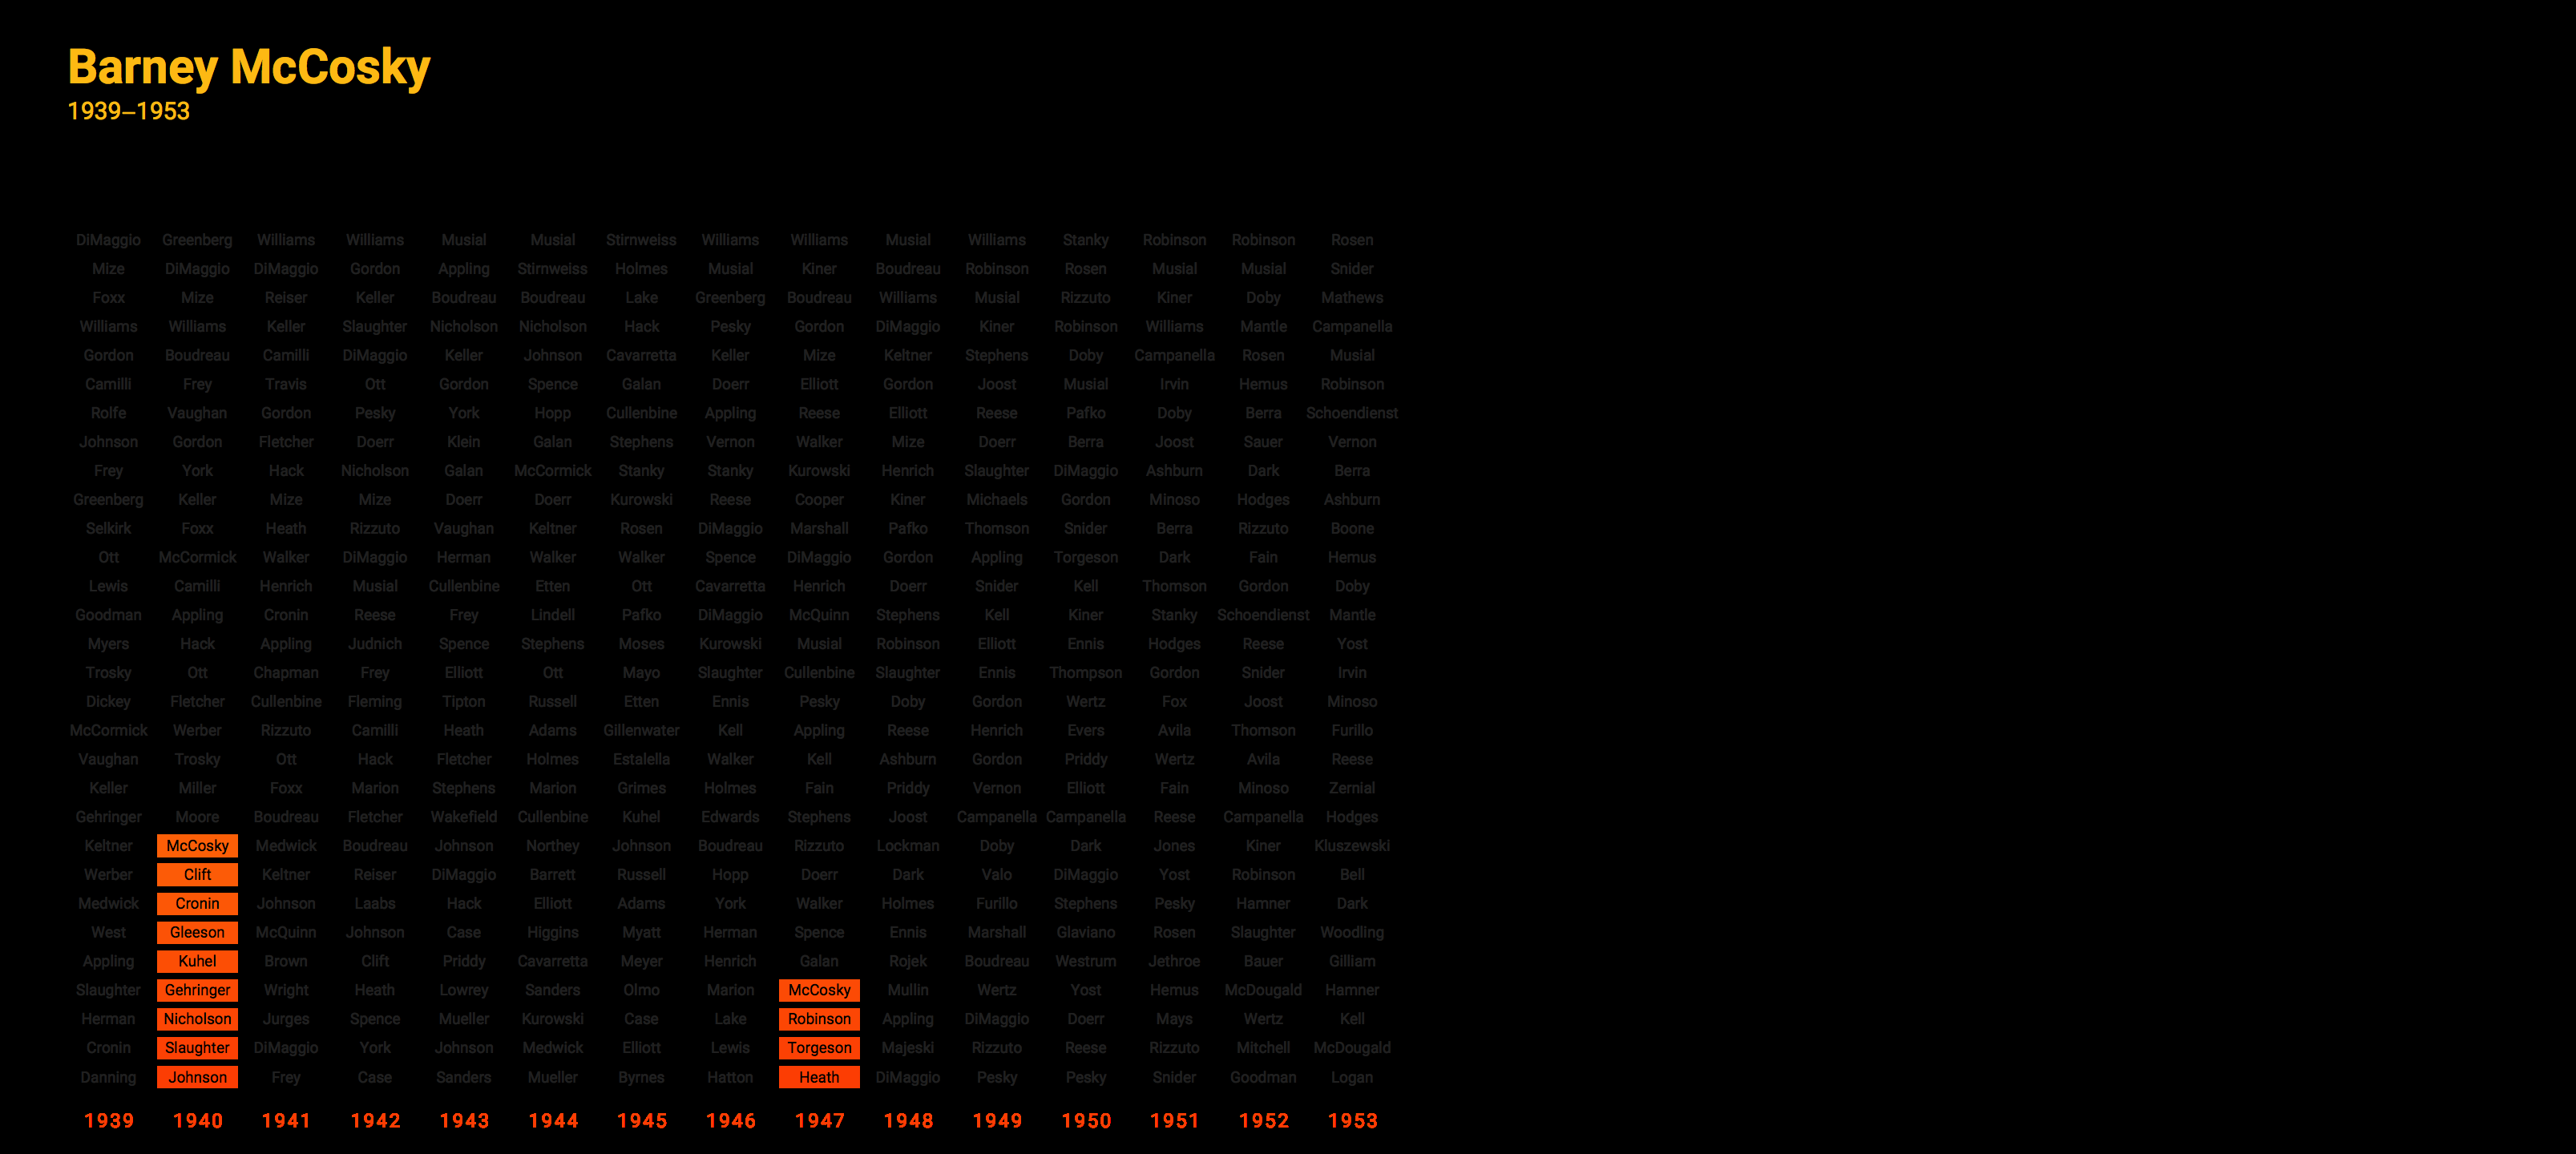 Barney McCosky
1939–1953
DiMaggio Greenberg Williams Williams Musial Musial Stirnweiss Williams Williams Musial Williams Stanky Robinson Robinson Rosen
Mize DiMaggio DiMaggio Gordon Appling Stirnweiss Holmes Musial Kiner Boudreau Robinson Rosen Musial Musial Snider
Foxx Mize Reiser Keller Boudreau Boudreau Lake Greenberg Boudreau Williams Musial Rizzuto Kiner Doby Mathews
Williams Williams Keller Slaughter Nicholson Nicholson Hack Pesky Gordon DiMaggio Kiner Robinson Williams Mantle Campanella
Gordon Boudreau Camilli DiMaggio Keller Johnson Cavarretta Keller Mize Keltner Stephens Doby Campanella Rosen Musial
Camilli Frey Travis Ott Gordon Spence Galan Doerr Elliott Gordon Joost Musial Irvin Hemus Robinson
Rolfe Vaughan Gordon Pesky York Hopp Cullenbine Appling Reese Elliott Reese Pafko Doby Berra Schoendienst
Johnson Gordon Fletcher Doerr Klein Galan Stephens Vernon Walker Mize Doerr Berra Joost Sauer Vernon
Frey York Hack Nicholson Galan McCormick Stanky Stanky Kurowski Henrich Slaughter DiMaggio Ashburn Dark Berra
Greenberg Keller Mize Mize Doerr Doerr Kurowski Reese Cooper Kiner Michaels Gordon Minoso Hodges Ashburn
Selkirk Foxx Heath Rizzuto Vaughan Keltner Rosen DiMaggio Marshall Pafko Thomson Snider Berra Rizzuto Boone
Ott McCormick Walker DiMaggio Herman Walker Walker Spence DiMaggio Gordon Appling Torgeson Dark Fain Hemus
Lewis Camilli Henrich Musial Cullenbine Etten Ott Cavarretta Henrich Doerr Snider Kell Thomson Gordon Doby
Goodman Appling Cronin Reese Frey Lindell Pafko DiMaggio McQuinn Stephens Kell Kiner Stanky Schoendienst Mantle
Myers Hack Appling Judnich Spence Stephens Moses Kurowski Musial Robinson Elliott Ennis Hodges Reese Yost
Trosky Ott Chapman Frey Elliott Ott Mayo Slaughter Cullenbine Slaughter Ennis Thompson Gordon Snider Irvin
Dickey Fletcher Cullenbine Fleming Tipton Russell Etten Ennis Pesky Doby Gordon Wertz Fox Joost Minoso
McCormick Werber Rizzuto Camilli Heath Adams Gillenwater Kell Appling Reese Henrich Evers Avila Thomson Furillo
Vaughan Trosky Ott Hack Fletcher Holmes Estalella Walker Kell Ashburn Gordon Priddy Wertz Avila Reese
Keller Miller Foxx Marion Stephens Marion Grimes Holmes Fain Priddy Vernon Elliott Fain Minoso Zernial
Gehringer Moore Boudreau Fletcher Wakefield Cullenbine Kuhel Edwards Stephens Joost Campanella Campanella Reese Campanella Hodges
Keltner McCosky Medwick Boudreau Johnson Northey Johnson Boudreau Rizzuto Lockman Doby Dark Jones Kiner Kluszewski
Werber Clift Keltner Reiser DiMaggio Barrett Russell Hopp Doerr Dark Valo DiMaggio Yost Robinson Bell
Medwick Cronin Johnson Laabs Hack Elliott Adams York Walker Holmes Furillo Stephens Pesky Hamner Dark
West Gleeson McQuinn Johnson Case Higgins Myatt Herman Spence Ennis Marshall Glaviano Rosen Slaughter Woodling
Appling Kuhel Brown Clift Priddy Cavarretta Meyer Henrich Galan Rojek Boudreau Westrum Jethroe Bauer Gilliam
Slaughter Gehringer Wright Heath Lowrey Sanders Olmo Marion McCosky Mullin Wertz Yost Hemus McDougald Hamner
Herman Nicholson Jurges Spence Mueller Kurowski Case Lake Robinson Appling DiMaggio Doerr Mays Wertz Kell
Cronin Slaughter DiMaggio York Johnson Medwick Elliott Lewis Torgeson Majeski Rizzuto Reese Rizzuto Mitchell McDougald
Danning Johnson Frey Case Sanders Mueller Byrnes Hatton Heath DiMaggio Pesky Pesky Snider Goodman Logan
1939 1940 1941 1942 1943 1944 1945 1946 1947 1948 1949 1950 1951 1952 1953